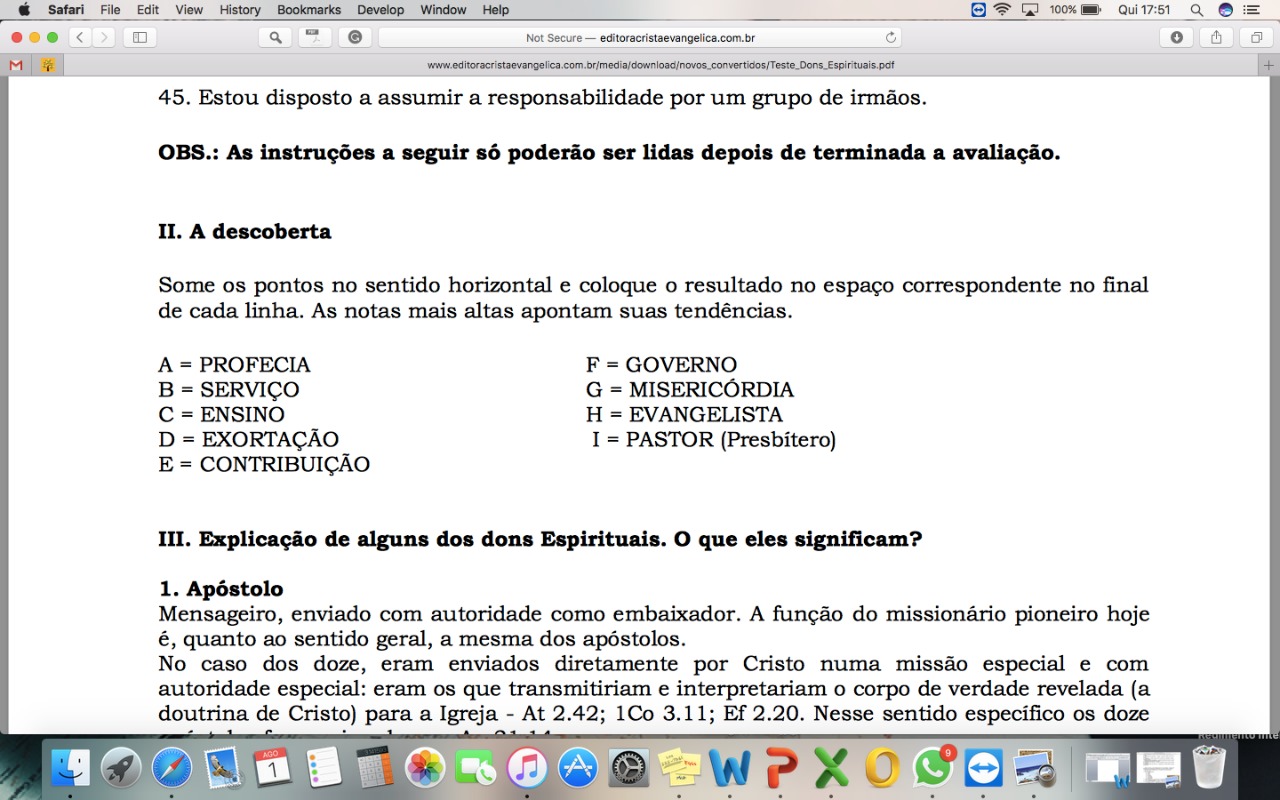 Safari File Edit View History Bookmarks Develop Window Help 100% Qui 17:51
Not Secure — editoracristaevangelica.com.br
www.editoracristaevangelica.com.br/media/download/novos_convertidos/Teste_Dons_Espirituais.pdf
45. Estou disposto a assumir a responsabilidade por um grupo de irmãos.
OBS.: As instruções a seguir só poderão ser lidas depois de terminada a avaliação.
II. A descoberta
Some os pontos no sentido horizontal e coloque o resultado no espaço correspondente no final
de cada linha. As notas mais altas apontam suas tendências.
A = PROFECIA
B = SERVIÇO
C = ENSINO
D = EXORTAÇÃO
E = CONTRIBUIÇÃO
F = GOVERNO
G = MISERICÓRDIA
H = EVANGELISTA
I = PASTOR (Presbítero)
III. Explicação de alguns dos dons Espirituais. O que eles significam?
1. Apóstolo
Mensageiro, enviado com autoridade como embaixador. A função do missionário pioneiro hoje
é, quanto ao sentido geral, a mesma dos apóstolos.
No caso dos doze, eram enviados diretamente por Cristo numa missão especial e com
autoridade especial: eram os que transmitiriam e interpretariam o corpo de verdade revelada (a
doutrina de Cristo) para a Igreja - At 2.42; 1Co 3.11; Ef 2.20. Nesse sentido específico os doze
AGO
1
9